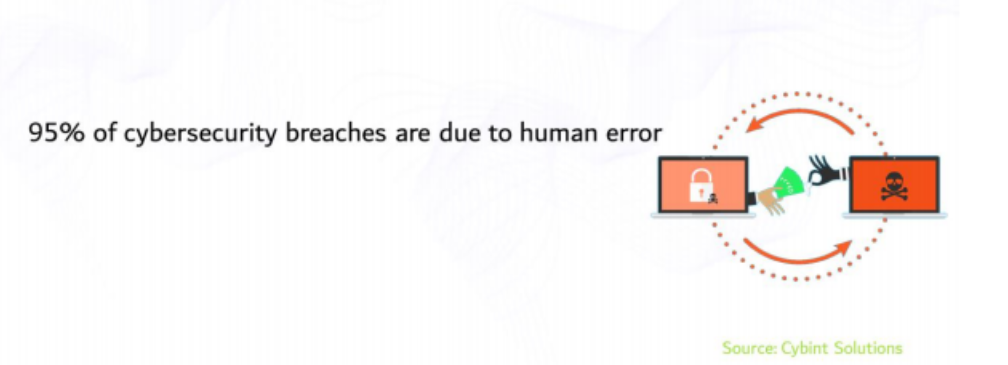 95% of cybersecurity breaches are due to human error
Source: Cybint Solutions